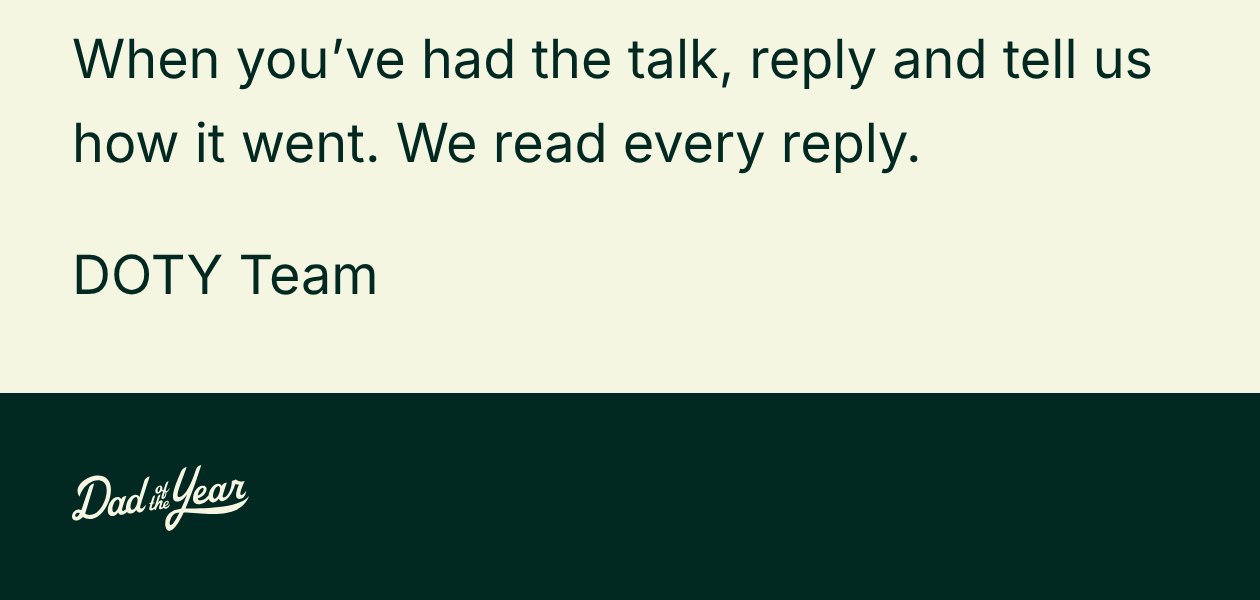 When you’ve had the talk, reply and tell us
how it went. We read every reply.
DOTY Team
Dad of the Year